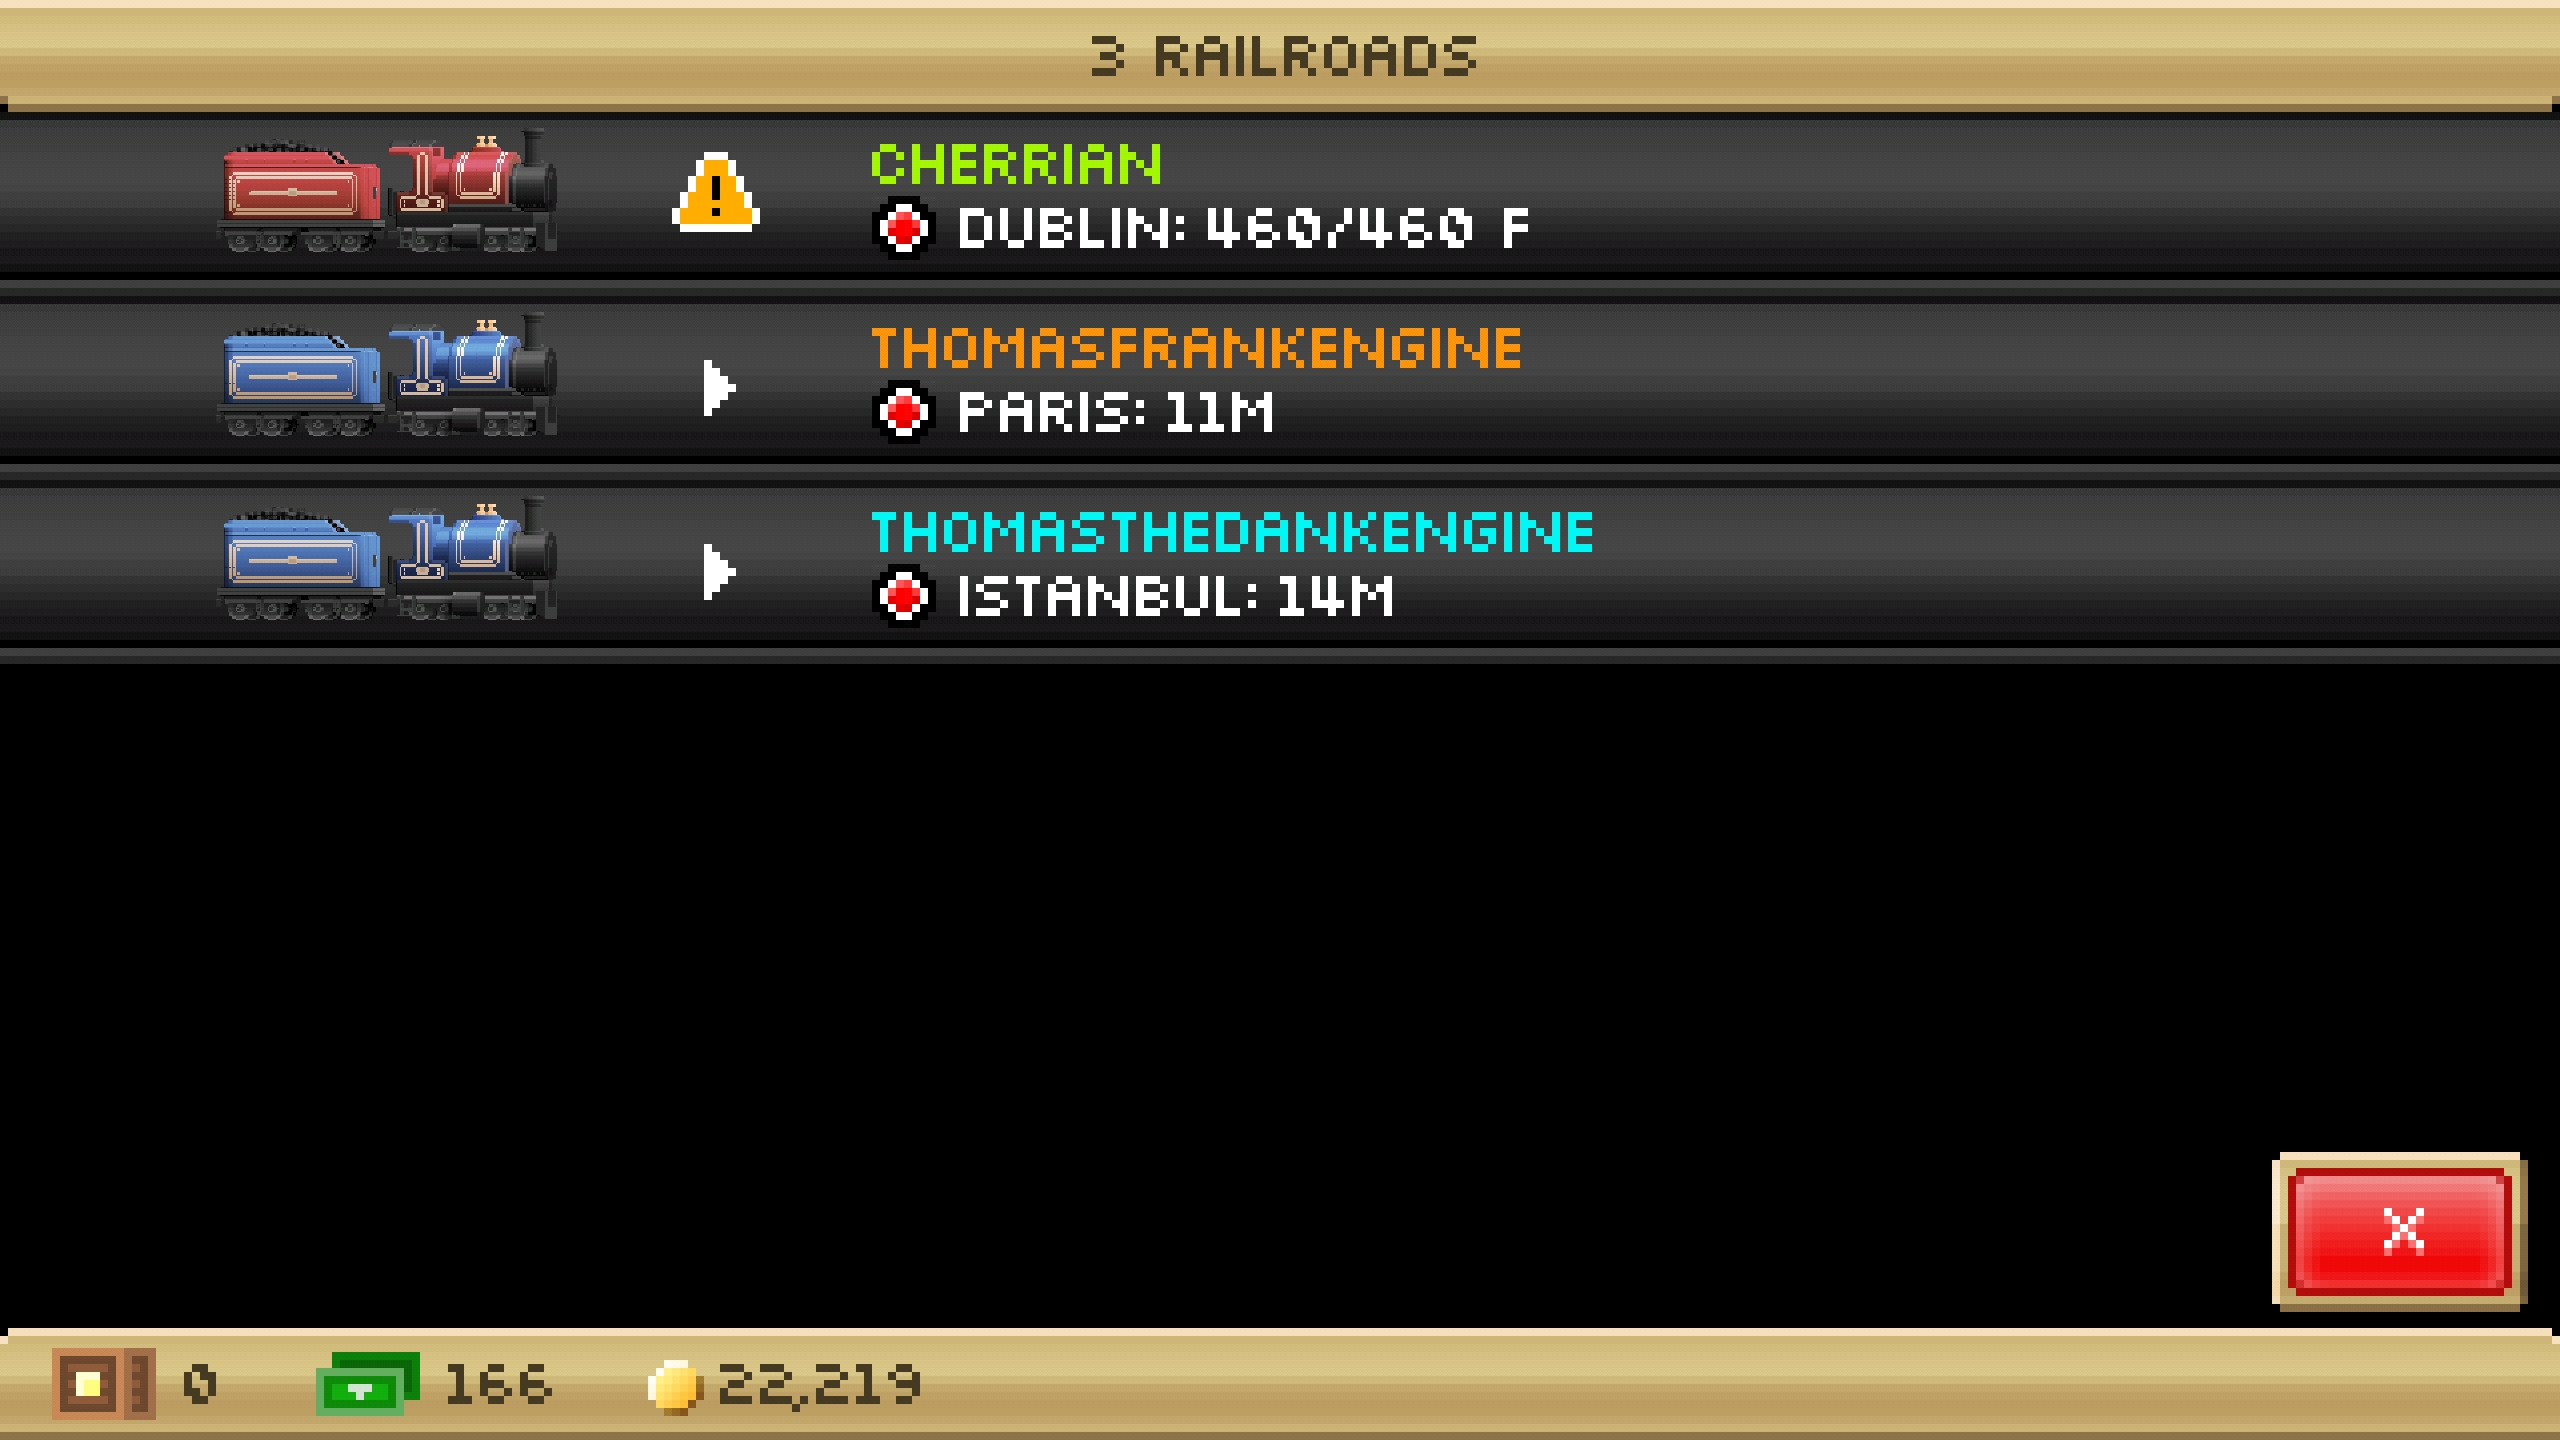 3 RAILROADS
CHERRIAN
DUBLIN: 460/460 F
THOMASFRANKENGINE
PARIS: 11M
THOMASTHEDANKENGINE
ISTANBUL: 14M
X
0 166 22,219